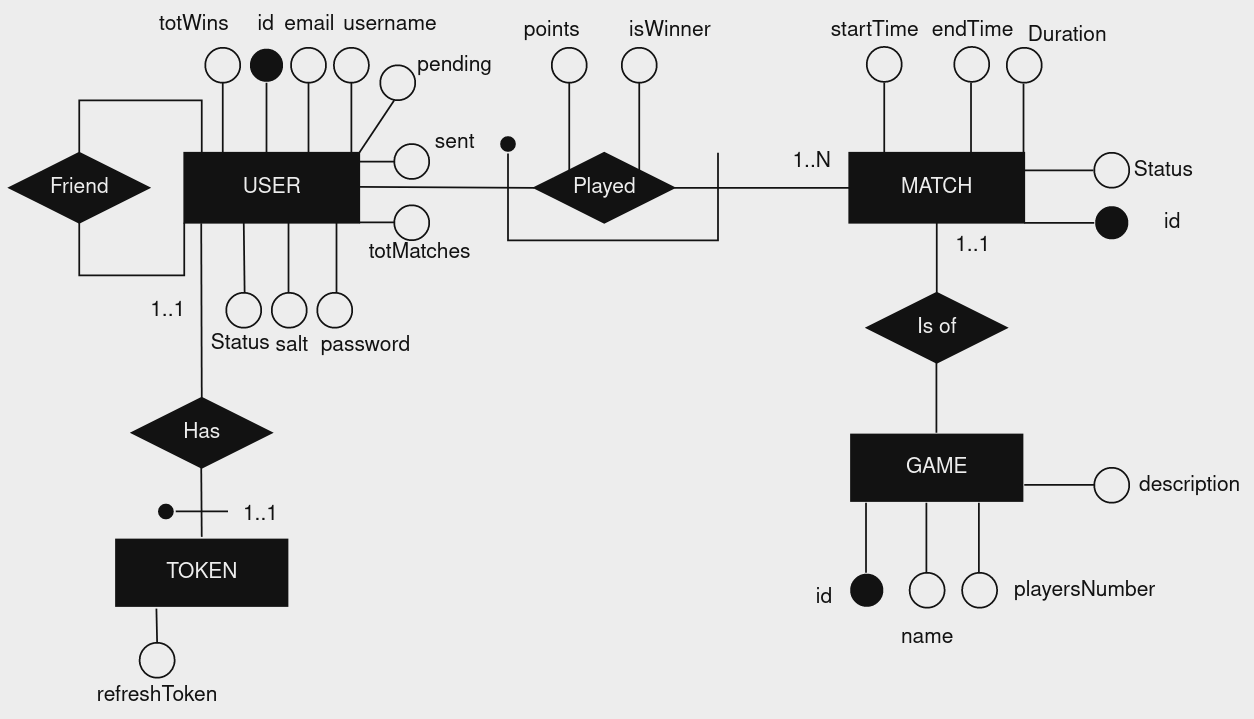 totWins
id
email
username
pending
sent
totMatches
Friend
USER
Status
salt
password
1..1
Has
1..1
TOKEN
refreshToken
points
isWinner
Played
1..N
startTime
endTime
Duration
MATCH
Status
id
1..1
Is of
GAME
description
id
name
playersNumber